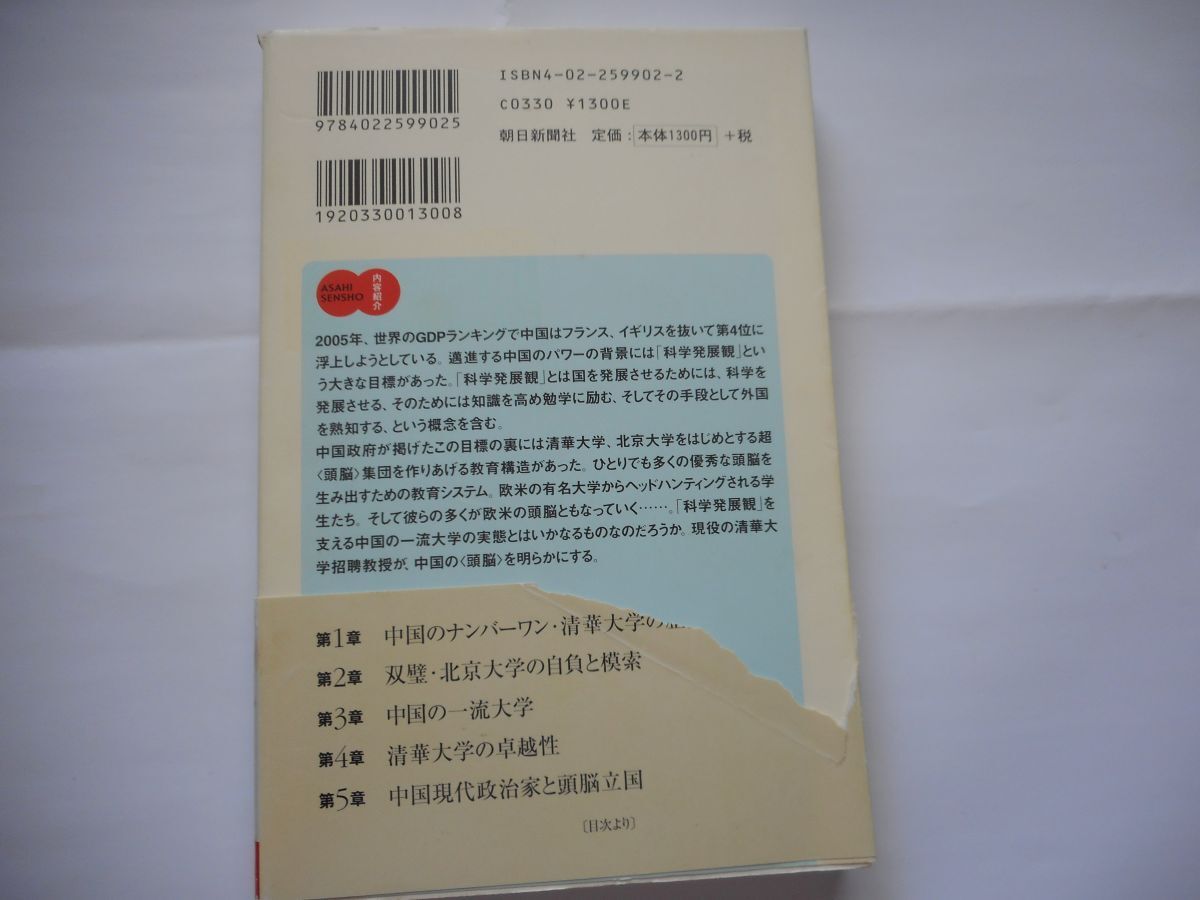 ISBN4-02-259902-2
C0330 ¥1300E
9784022599025
朝日新聞社 定価:本体1300円+税
1920330013008
ASAHI
SENSHO
内容紹介
2005年、世界のGDPランキングで中国はフランス、イギリスを抜いて第4位に
浮上しようとしている。邁進する中国のパワーの背景には「科学発展観」とい
う大きな目標があった。「科学発展観」とは国を発展させるためには、科学を
発展させる、そのためには知識を高め勉学に励む、そしてその手段として外国
を熟知する、という概念を含む。
中国政府が掲げたこの目標の裏には清華大学、北京大学をはじめとする超
〈頭脳〉集団を作りあげる教育構造があった。ひとりでも多くの優秀な頭脳を
生み出すための教育システム。欧米の有名大学からヘッドハンティングされる学
生たち。そして彼らの多くが欧米の頭脳ともなっていく……。「科学発展観」を
支える中国の一流大学の実態とはいかなるものなのだろうか。現役の清華大
学招聘教授が、中国の〈頭脳〉を明らかにする。
第1章 中国のナンバーワン・清華大学の
第2章 双璧・北京大学の自負と模索
第3章 中国の一流大学
第4章 清華大学の卓越性
第5章 中国現代政治家と頭脳立国
〔目次より〕